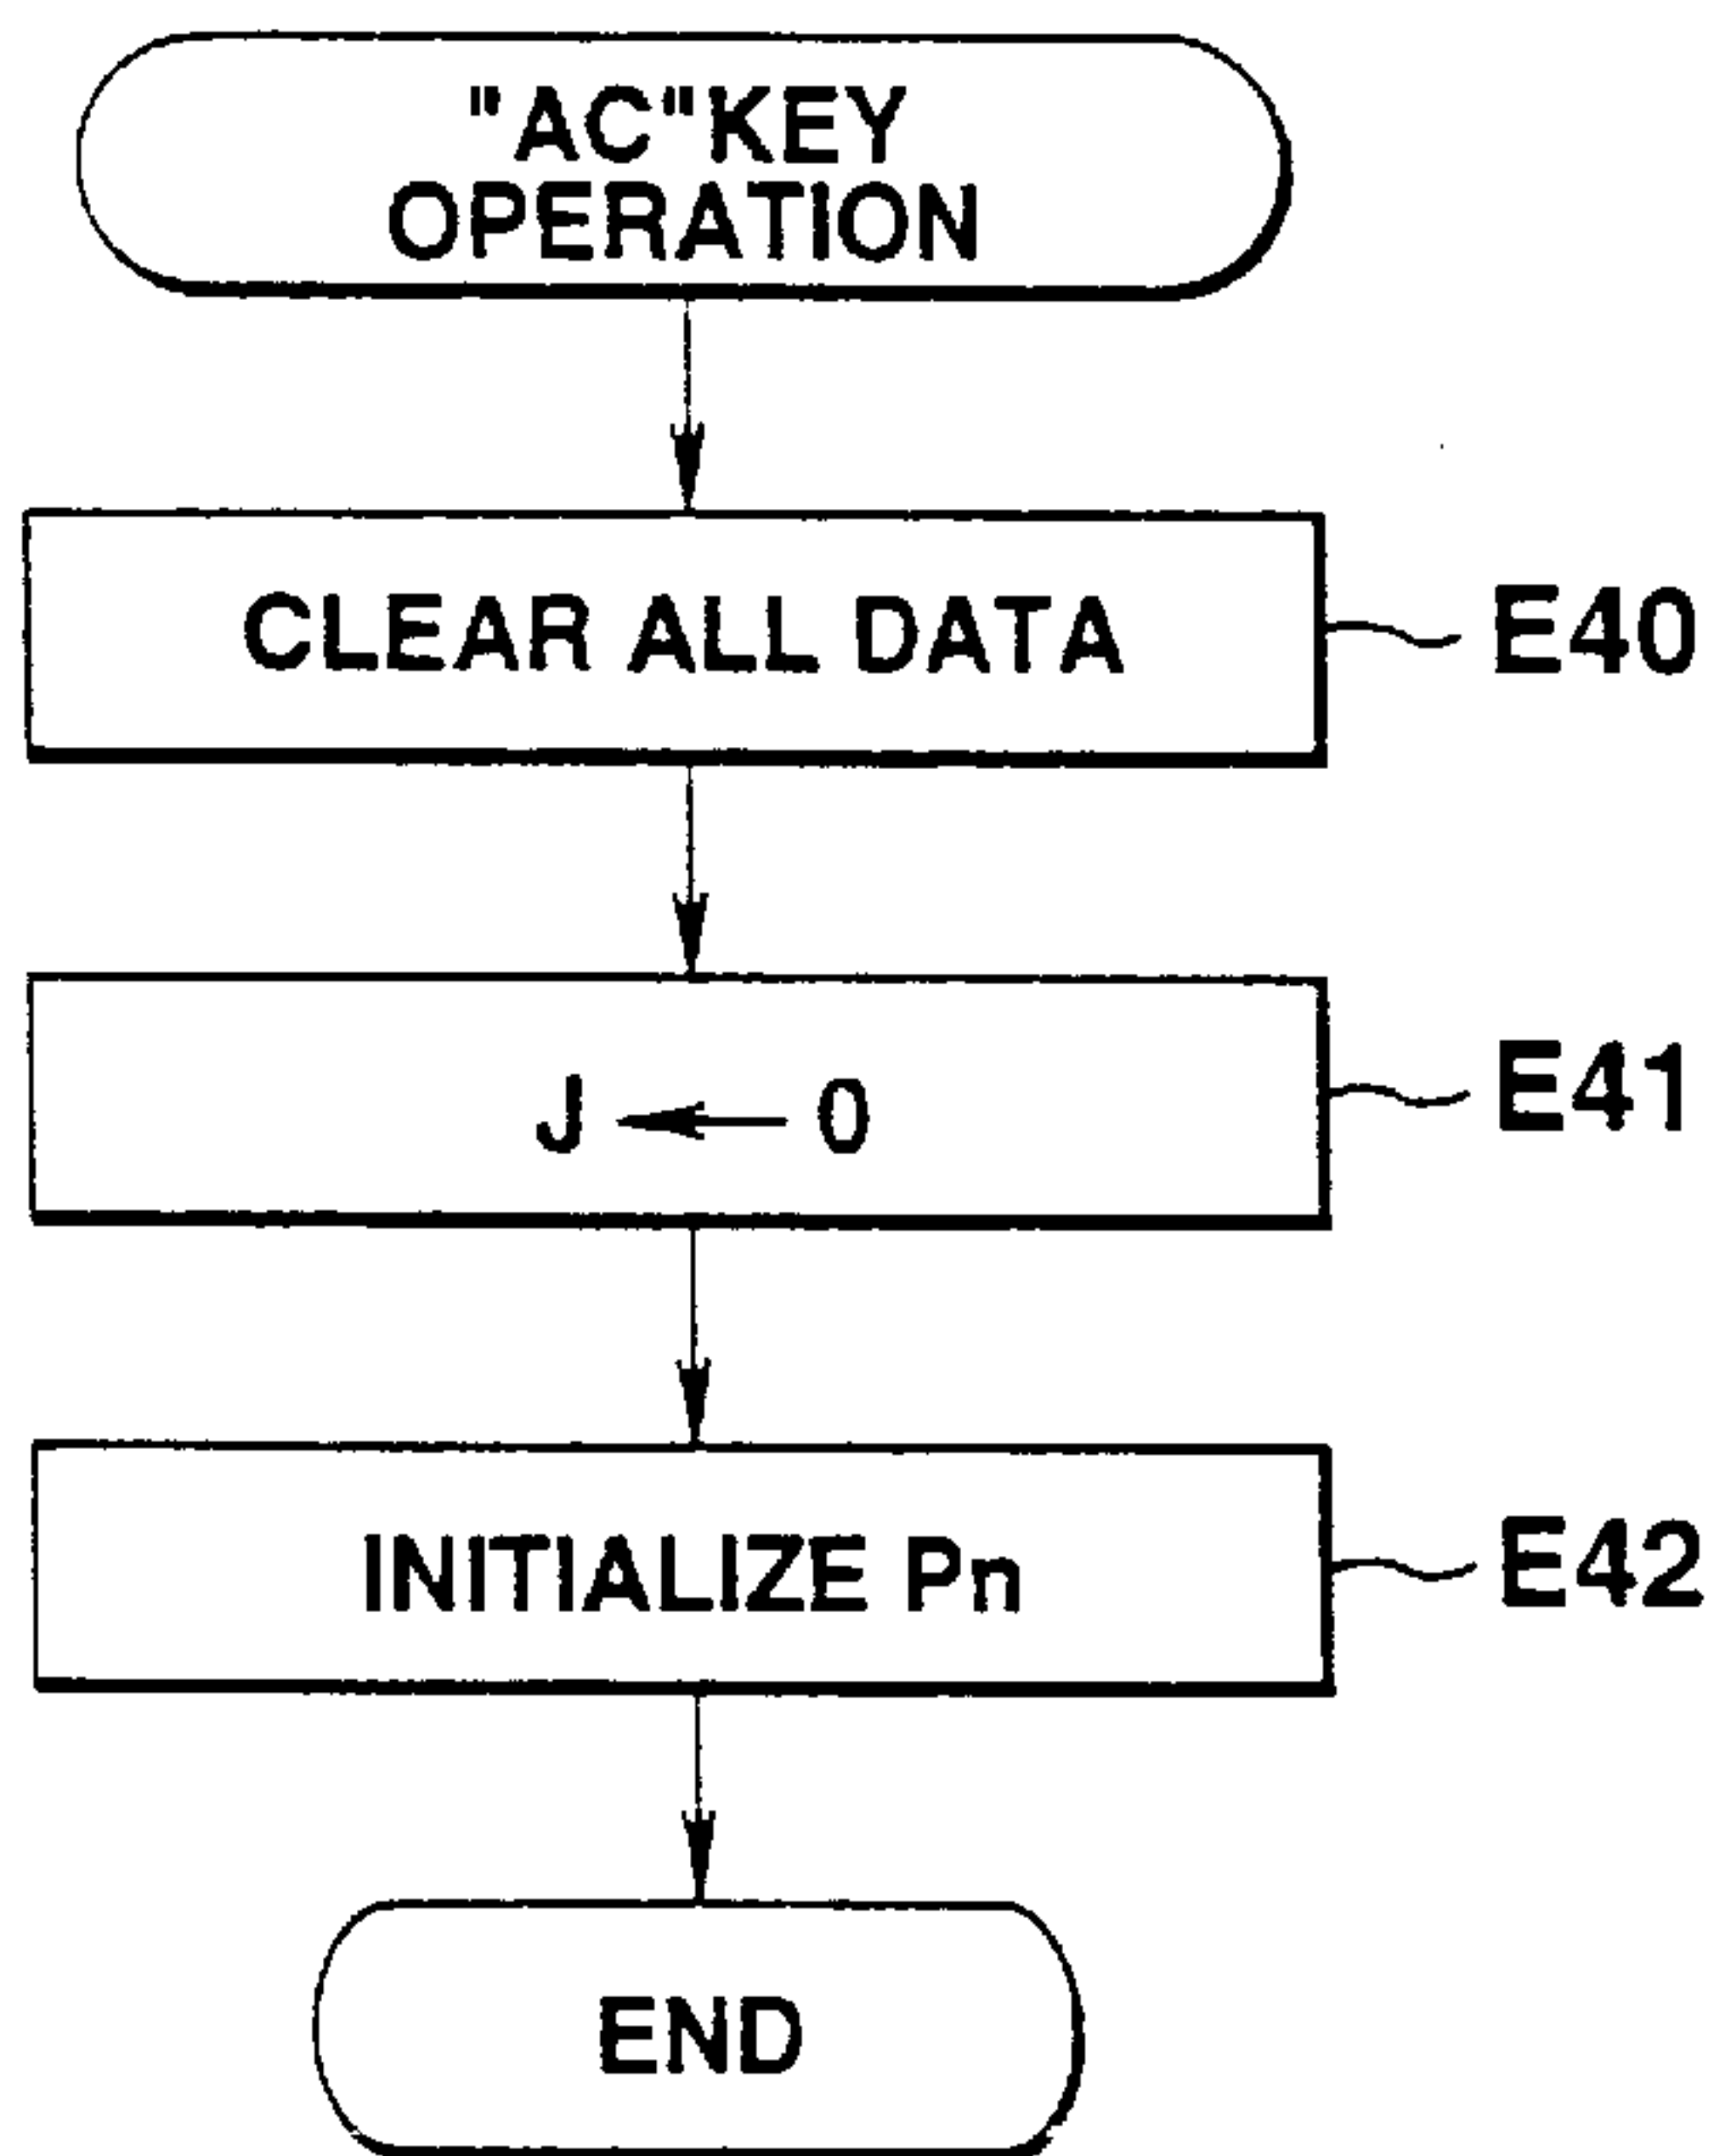 "AC"KEY
OPERATION
CLEAR ALL DATA
E40
J ← 0
E41
INITIALIZE Pn
E42
END